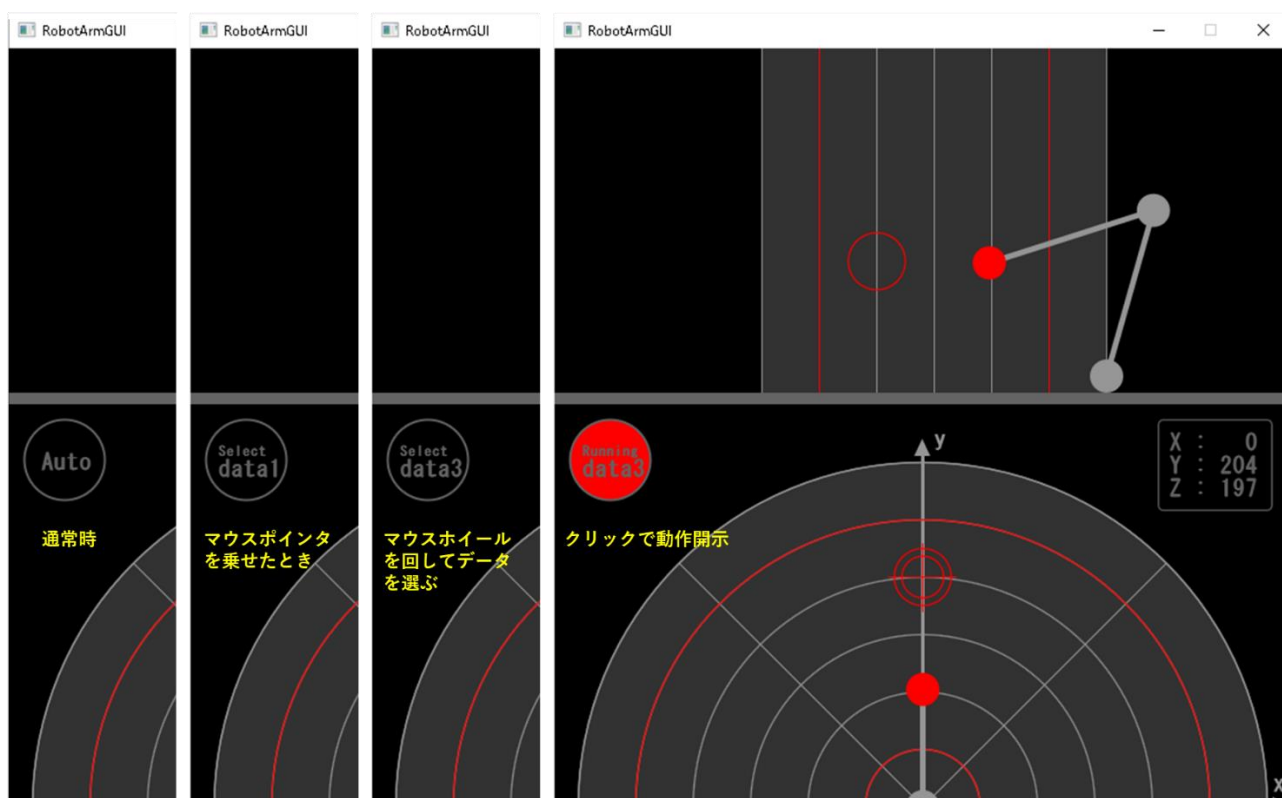 RobotArmGUI
RobotArmGUI
RobotArmGUI
RobotArmGUI
Auto
通常時
Select
data1
マウスポインタ
を乗せたとき
Select
data3
マウスホイール
を回してデータ
を選ぶ
Running
data3
クリックで動作開示
y
X : 0
Y : 204
Z : 197
x